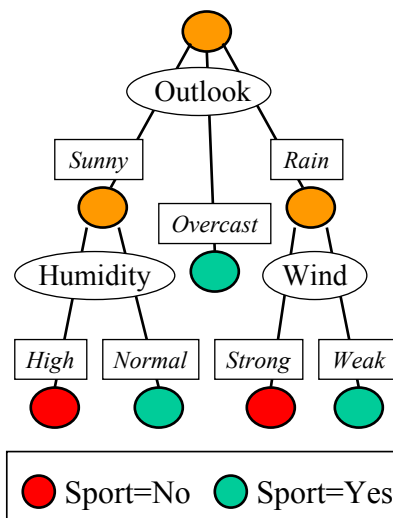 Outlook
Sunny
Rain
Overcast
Humidity
Wind
High
Normal
Strong
Weak
Sport=No
Sport=Yes